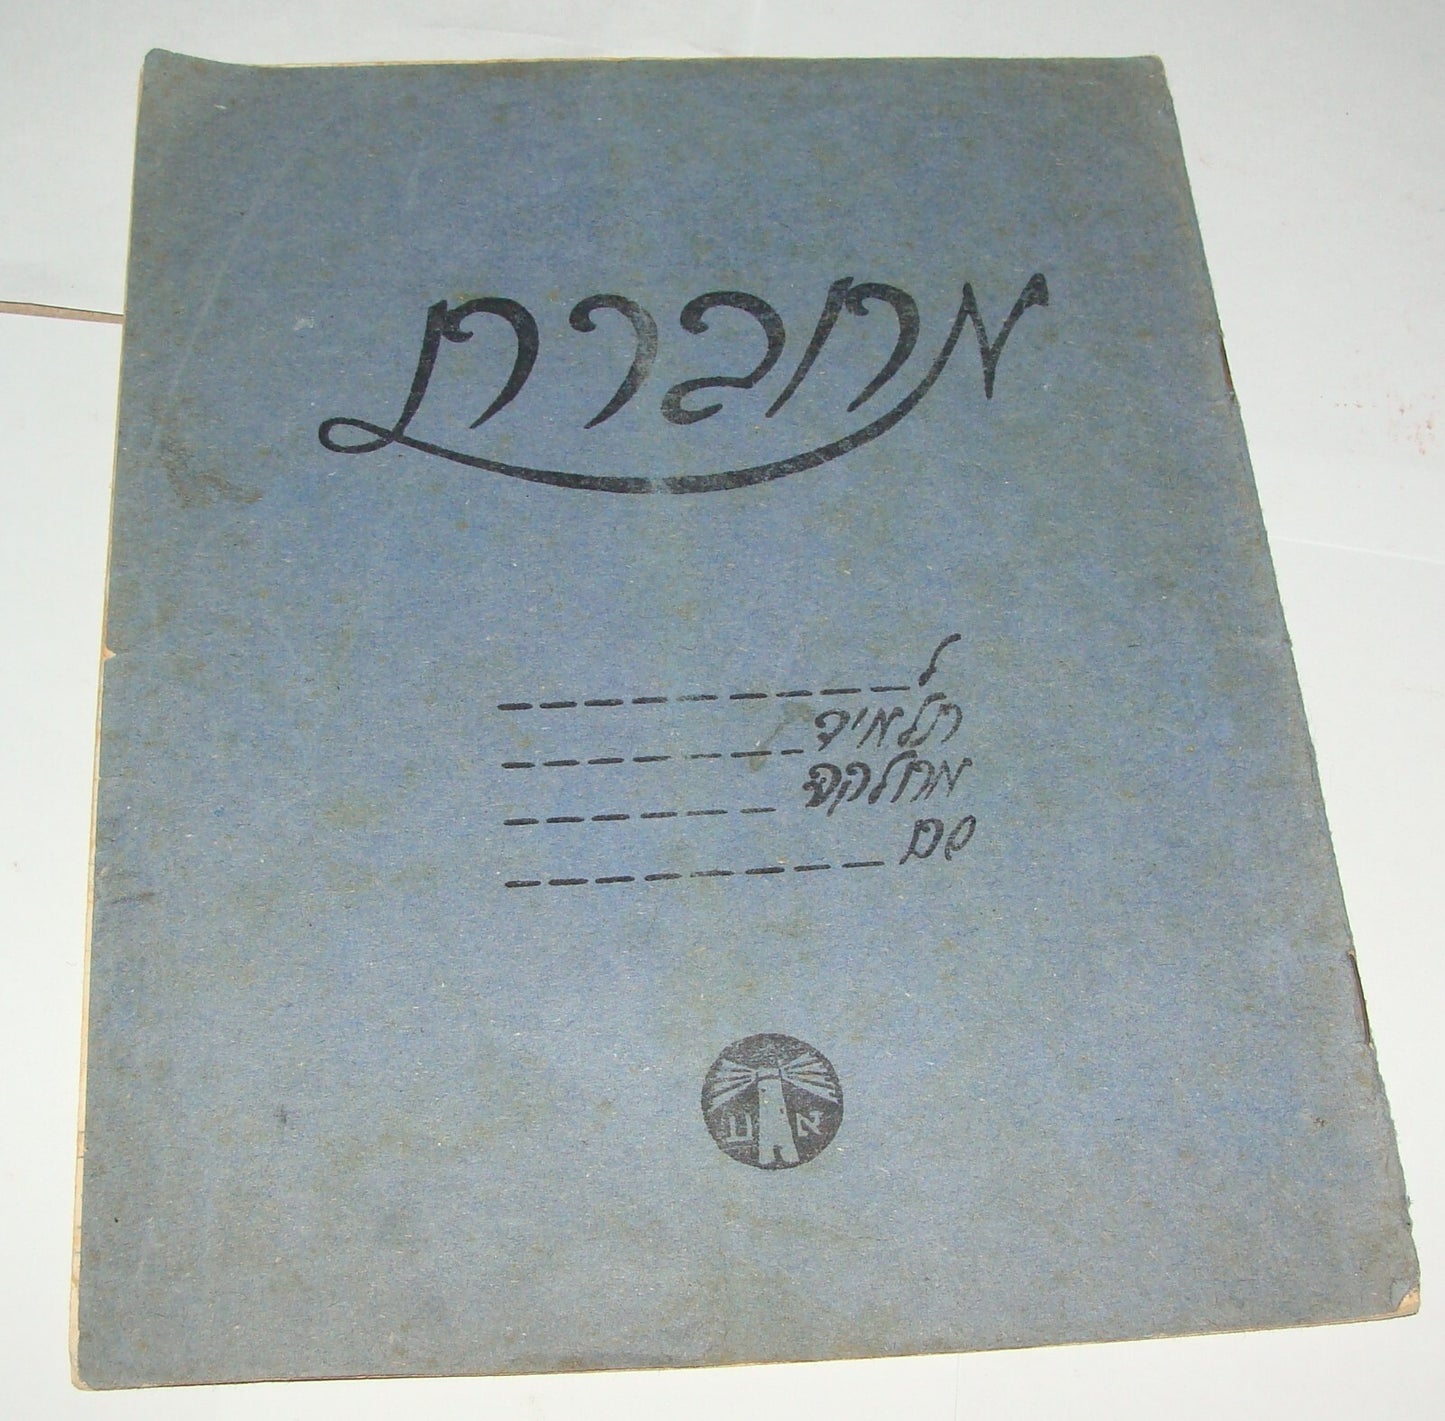 מחברת
ל
תלמיד
מחלקה
שם
א ע